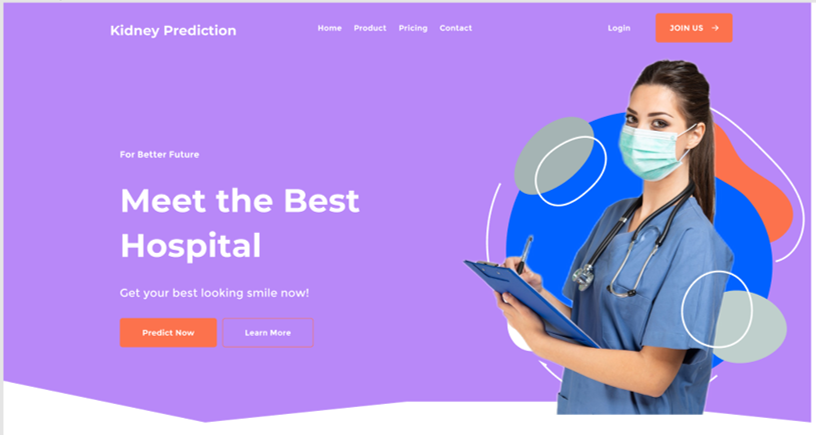 Kidney Prediction
Home Product Pricing Contact
Login
JOIN US →
For Better Future
Meet the Best
Hospital
Get your best looking smile now!
Predict Now
Learn More